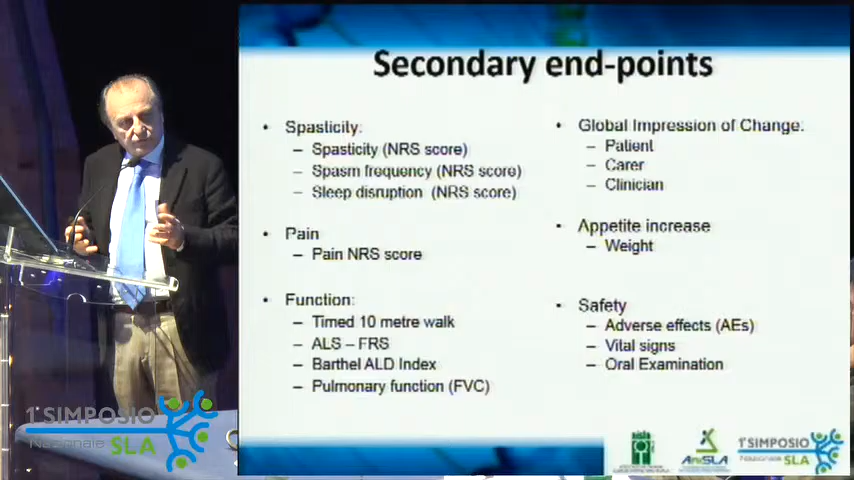 Secondary end-points
• Spasticity:
– Spasticity (NRS score)
– Spasm frequency (NRS score)
– Sleep disruption (NRS score)
• Pain
– Pain NRS score
• Function:
– Timed 10 metre walk
– ALS – FRS
– Barthel ALD Index
– Pulmonary function (FVC)
• Global Impression of Change:
– Patient
– Carer
– Clinician
• Appetite increase
– Weight
• Safety
– Adverse effects (AEs)
– Vital signs
– Oral Examination
1° SIMPOSIO
Nazionale SLA
aisla
AriSLA
1° SIMPOSIO
Nazionale SLA